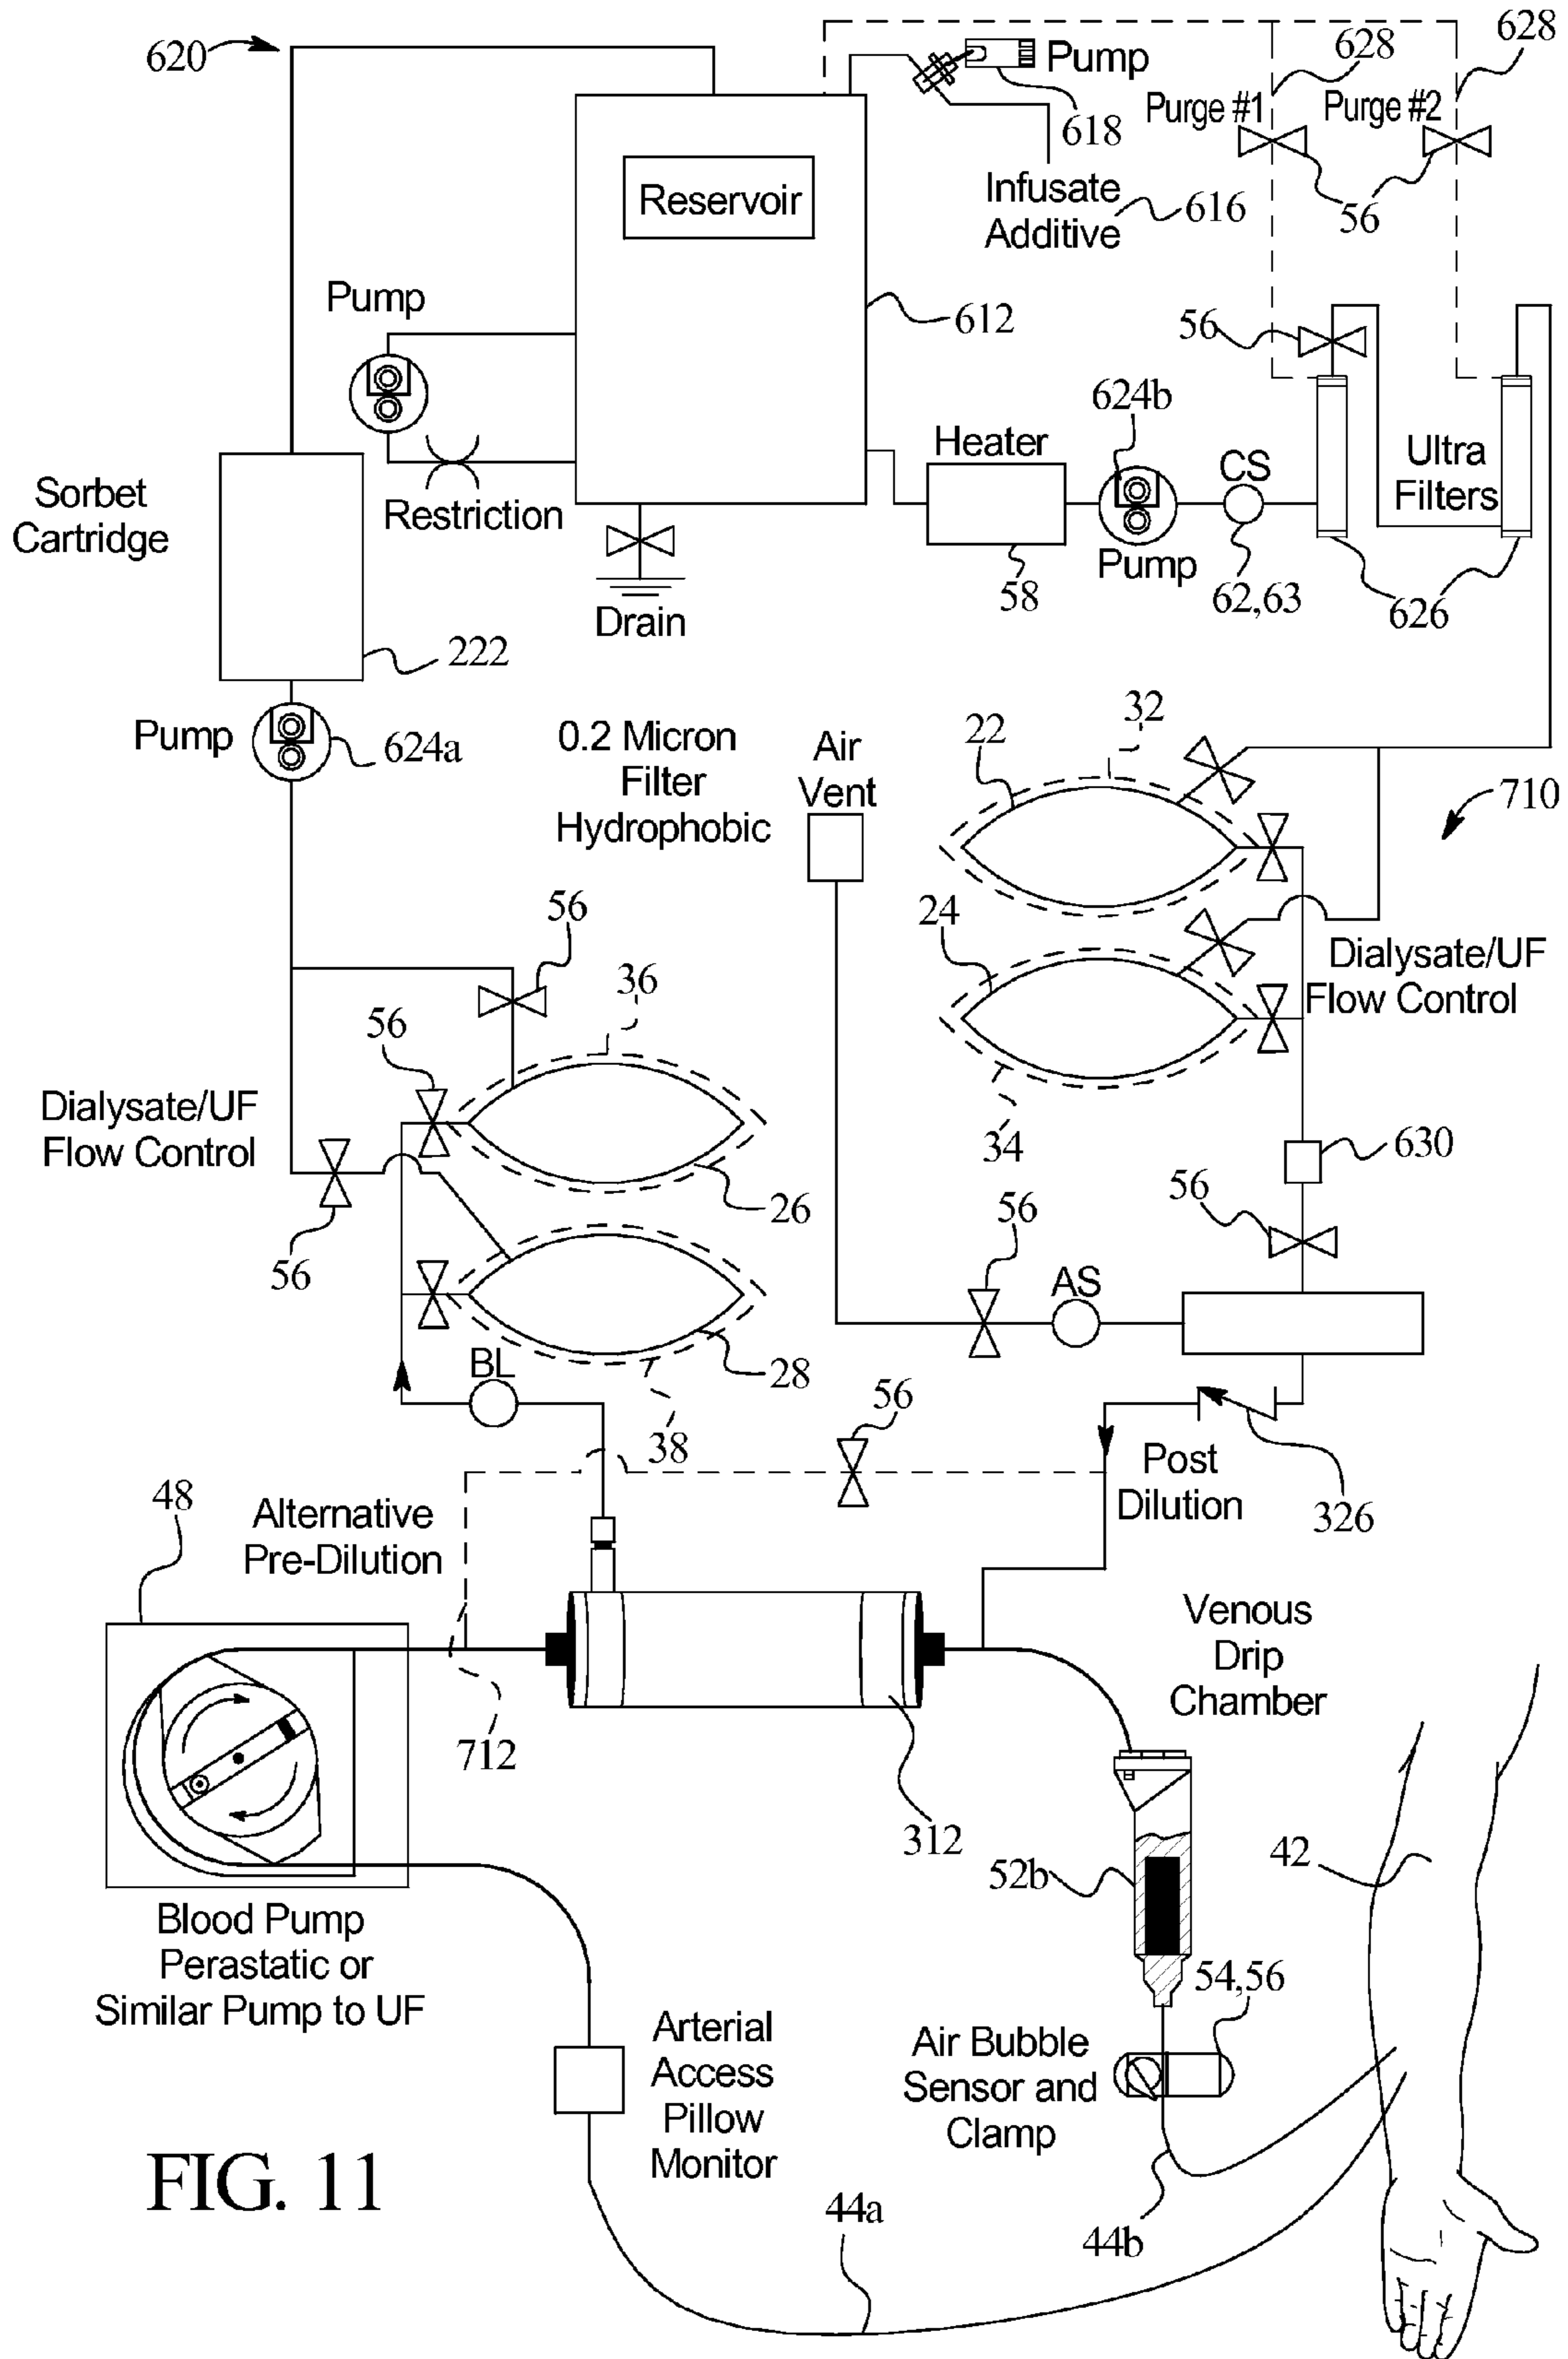 620
Pump
618
628
628
Purge #1
Purge #2
Infusate
Additive
616
56
Reservoir
Pump
612
56
624b
Heater
CS
Ultra
Filters
Sorbet
Cartridge
Restriction
Pump
58
62,63
626
Drain
222
Pump
624a
0.2 Micron
Filter
Hydrophobic
Air
Vent
22
32
710
56
24
Dialysate/UF
Flow Control
36
56
Dialysate/UF
Flow Control
34
630
26
56
56
56
AS
BL
28
56
38
Post
Dilution
326
48
Alternative
Pre-Dilution
Venous
Drip
Chamber
712
312
52b
42
Blood Pump
Perastatic or
Similar Pump to UF
54,56
Arterial
Access
Pillow
Monitor
Air Bubble
Sensor and
Clamp
FIG. 11
44a
44b